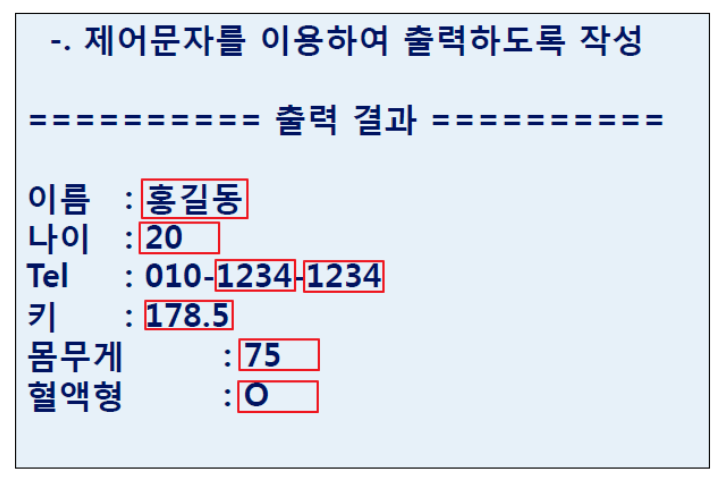 -. 제어문자를 이용하여 출력하도록 작성
========== 출력 결과 ==========
이름 : 홍길동
나이 : 20
Tel : 010-1234-1234
키 : 178.5
몸무게 : 75
혈액형 : O